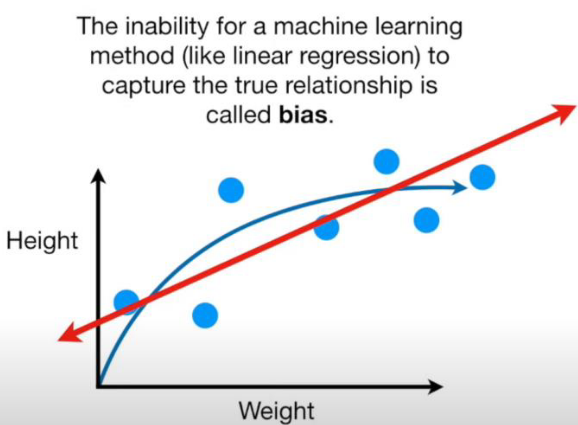 The inability for a machine learning
method (like linear regression) to
capture the true relationship is
called bias.
Height
Weight